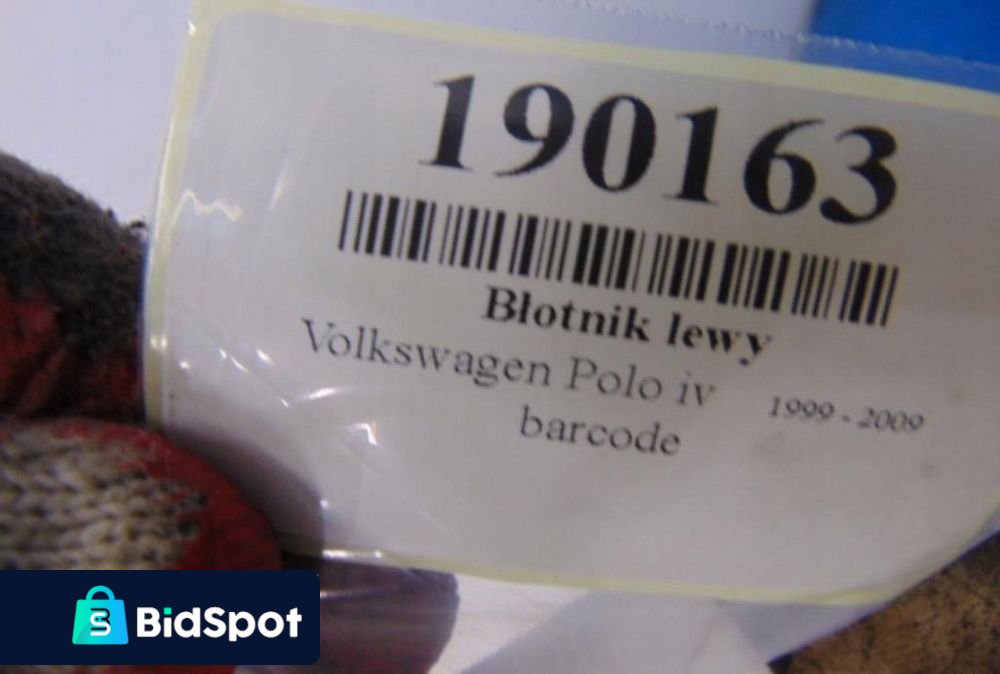 190163
Błotnik lewy
Volkswagen Polo iv 1999 - 2009
barcode
BidSpot